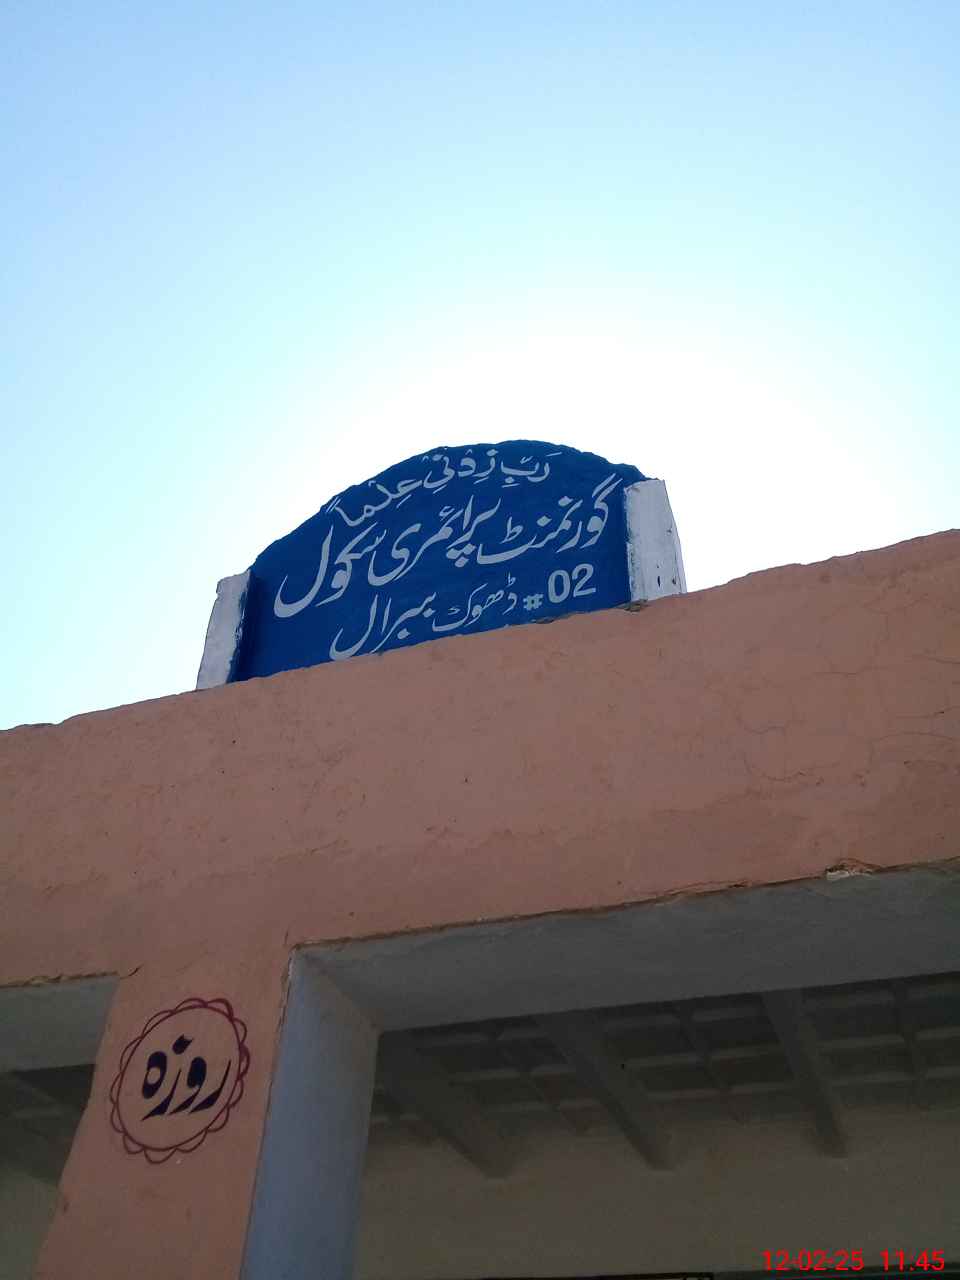 رَبِّ زِدْنِیْ عِلْماً
گورنمنٹ پرائمری سکول
02# ڈھوک ببرال
روزہ
12-02-25 11:45